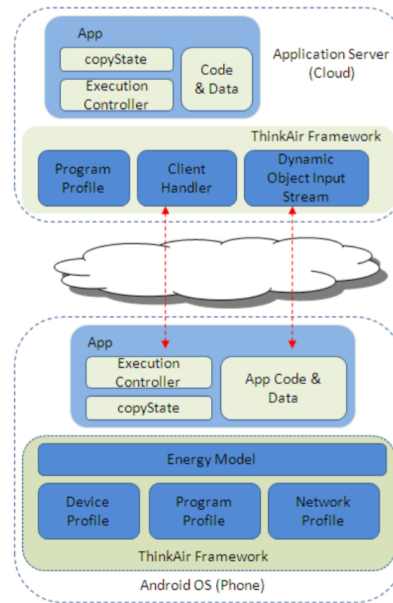 App
Application Server
(Cloud)
copyState
Execution
Controller
Code
& Data
ThinkAir Framework
Program
Profile
Client
Handler
Dynamic
Object Input
Stream
App
Execution
Controller
copyState
App Code &
Data
Energy Model
Device
Profile
Program
Profile
Network
Profile
ThinkAir Framework
Android OS (Phone)